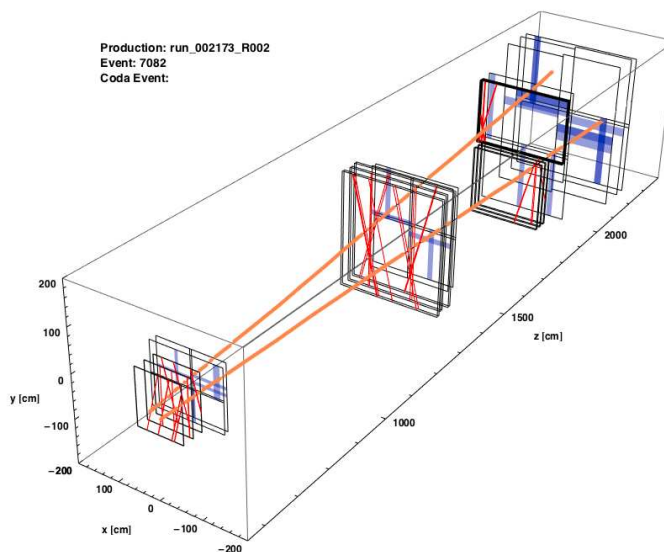 Production: run_002173_R002
Event: 7082
Coda Event:
2000
1500
z [cm]
1000
200
100
0
y [cm]
−100
−200
100
0
x [cm]
−100
−200